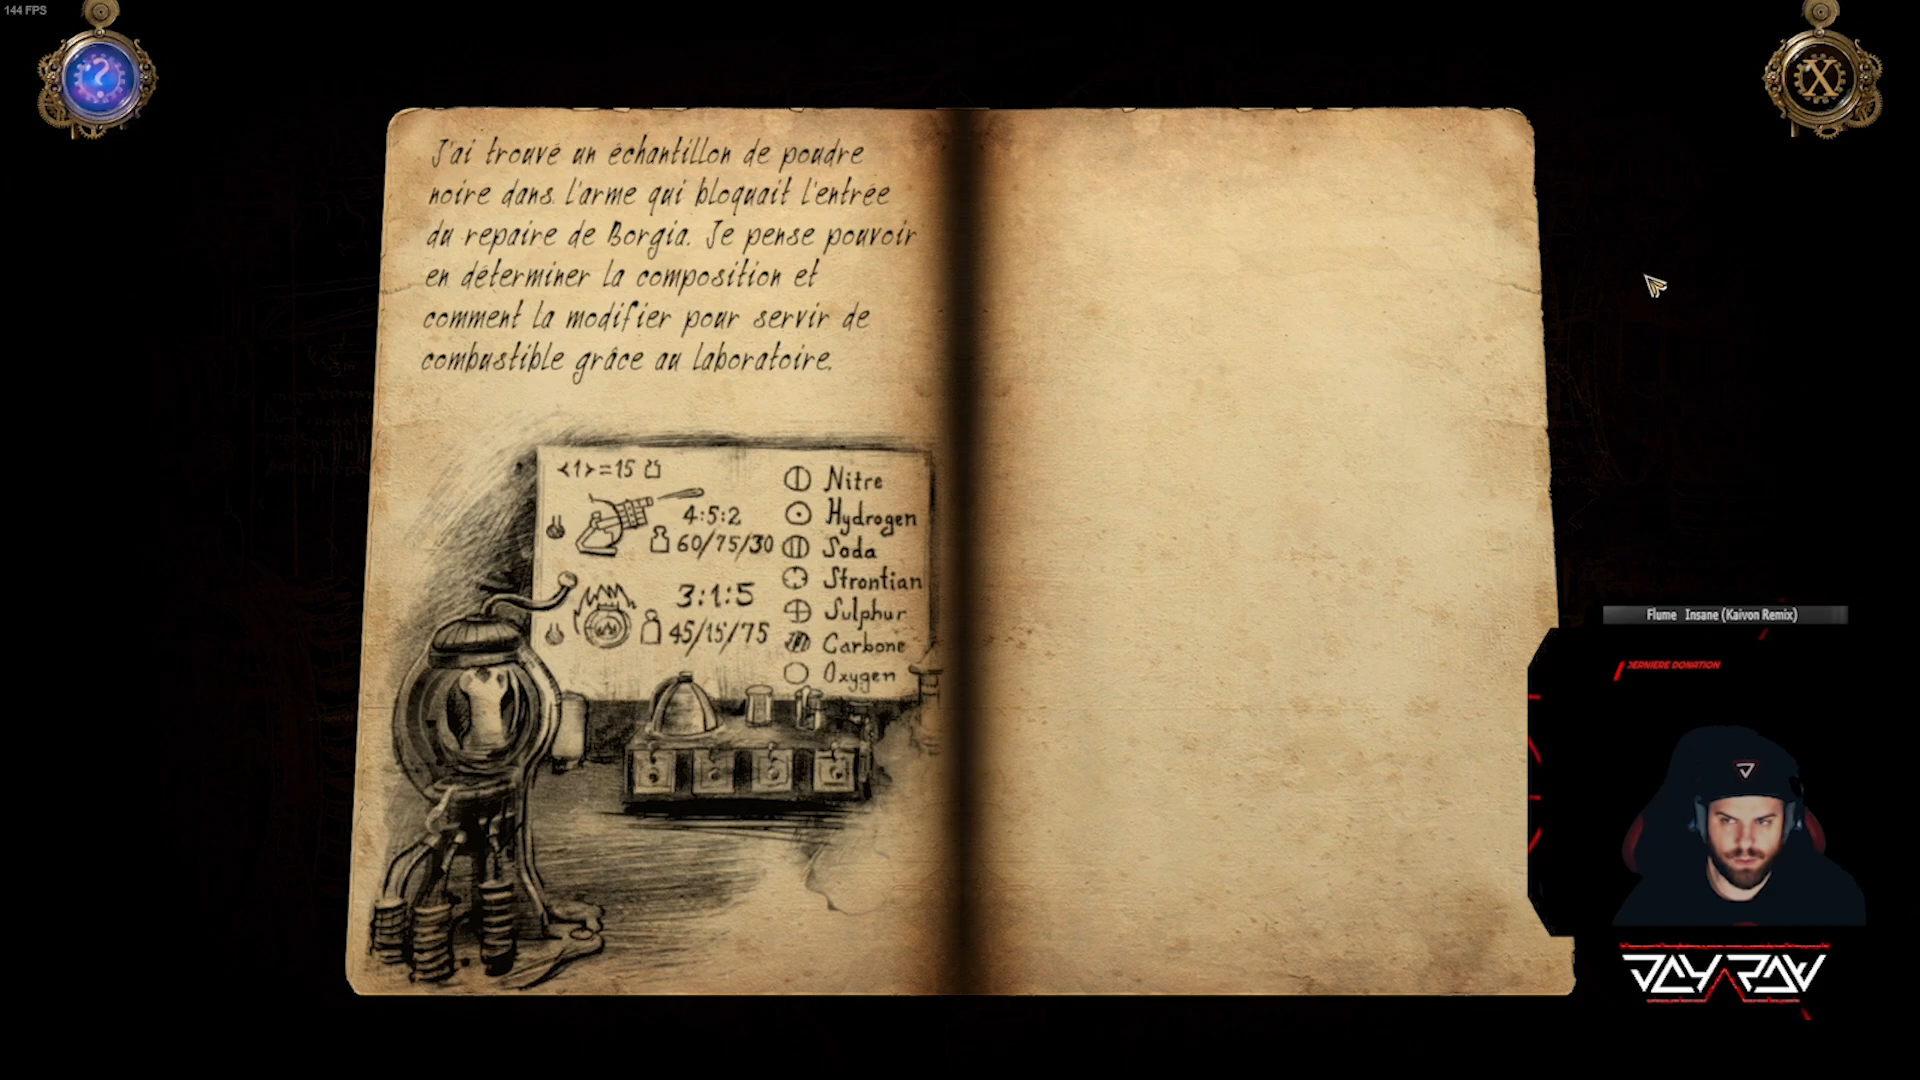 144 FPS
J'ai trouvé un échantillon de poudre
noire dans l'arme qui bloquait l'entrée
du repaire de Borgia. Je pense pouvoir
en déterminer la composition et
comment la modifier pour servir de
combustible grâce au laboratoire.
<1>=15
4:5:2
60/75/30
3:1:5
45/15/75
Nitre
Hydrogen
Soda
Strontian
Sulphur
Carbone
Oxygen
Flume Insane (Kaivon Remix)
DERNIERE DONATION
JAYRAW